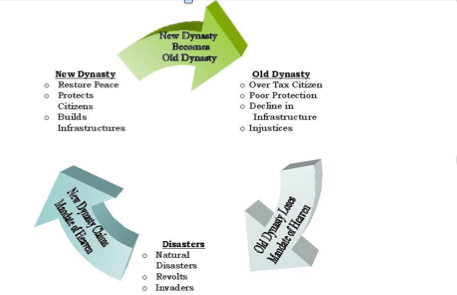 New Dynasty
Becomes
Old Dynasty
New Dynasty
o Restore Peace
o Protects
Citizens
o Builds
Infrastructures
Old Dynasty
o Over Tax Citizen
o Poor Protection
o Decline in
Infrastructure
o Injustices
Old Dynasty Loses
Mandate of Heaven
Disasters
o Natural
Disasters
o Revolts
o Invaders
New Dynasty Claims
Mandate of Heaven